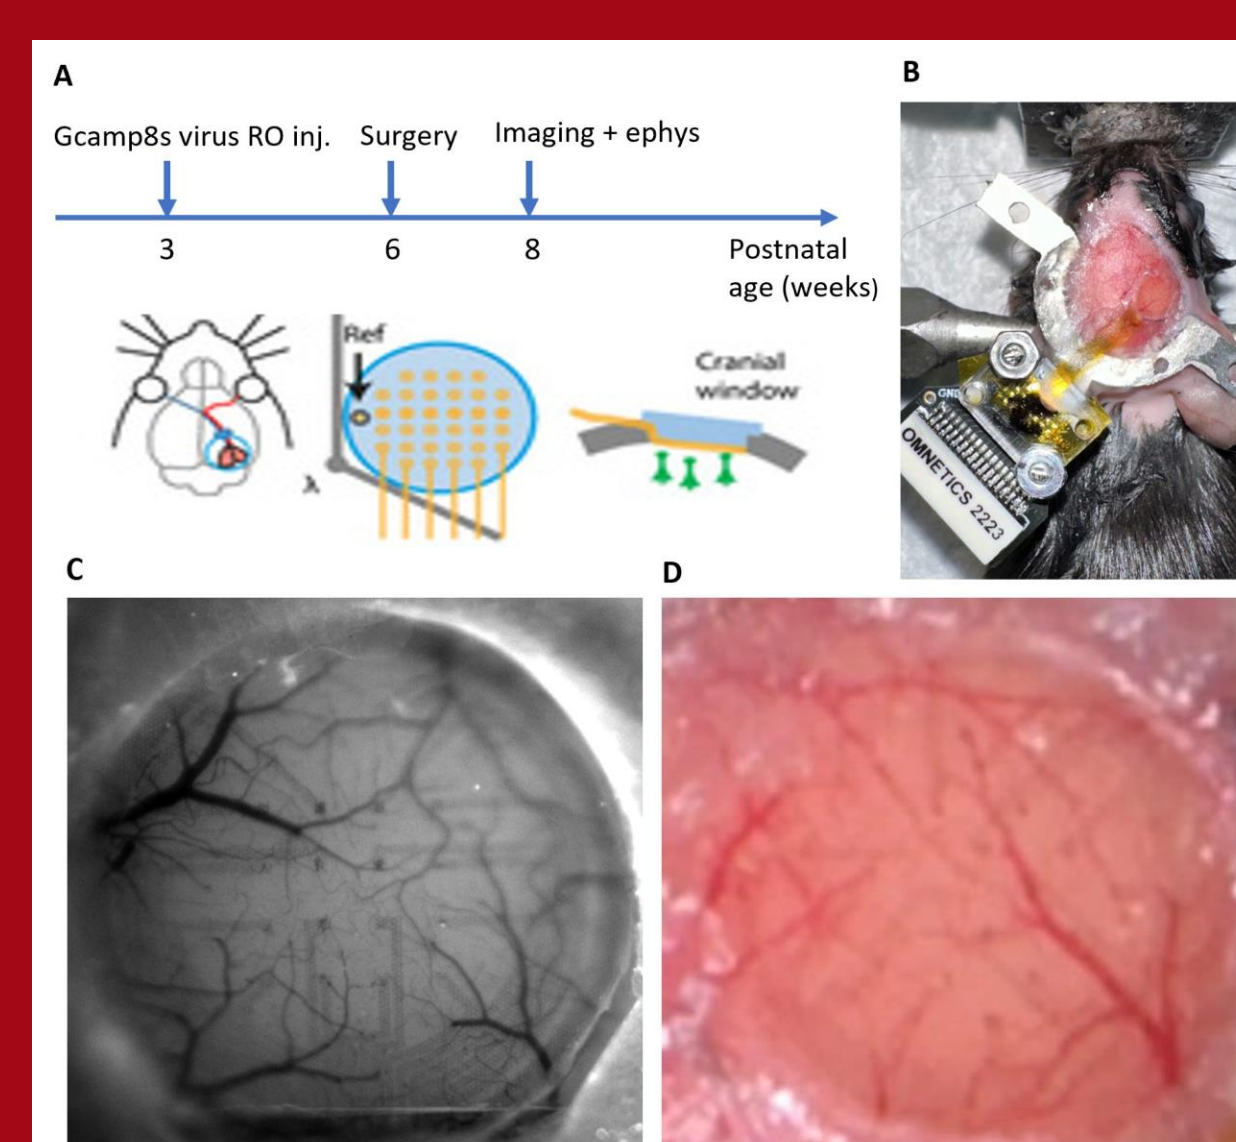 A
B
Gcamp8s virus RO inj.
Surgery
Imaging + ephys
3
6
8
Postnatal
age (weeks)
Ref
λ
Cranial
window
GND
OMNETICS 2223
C
D